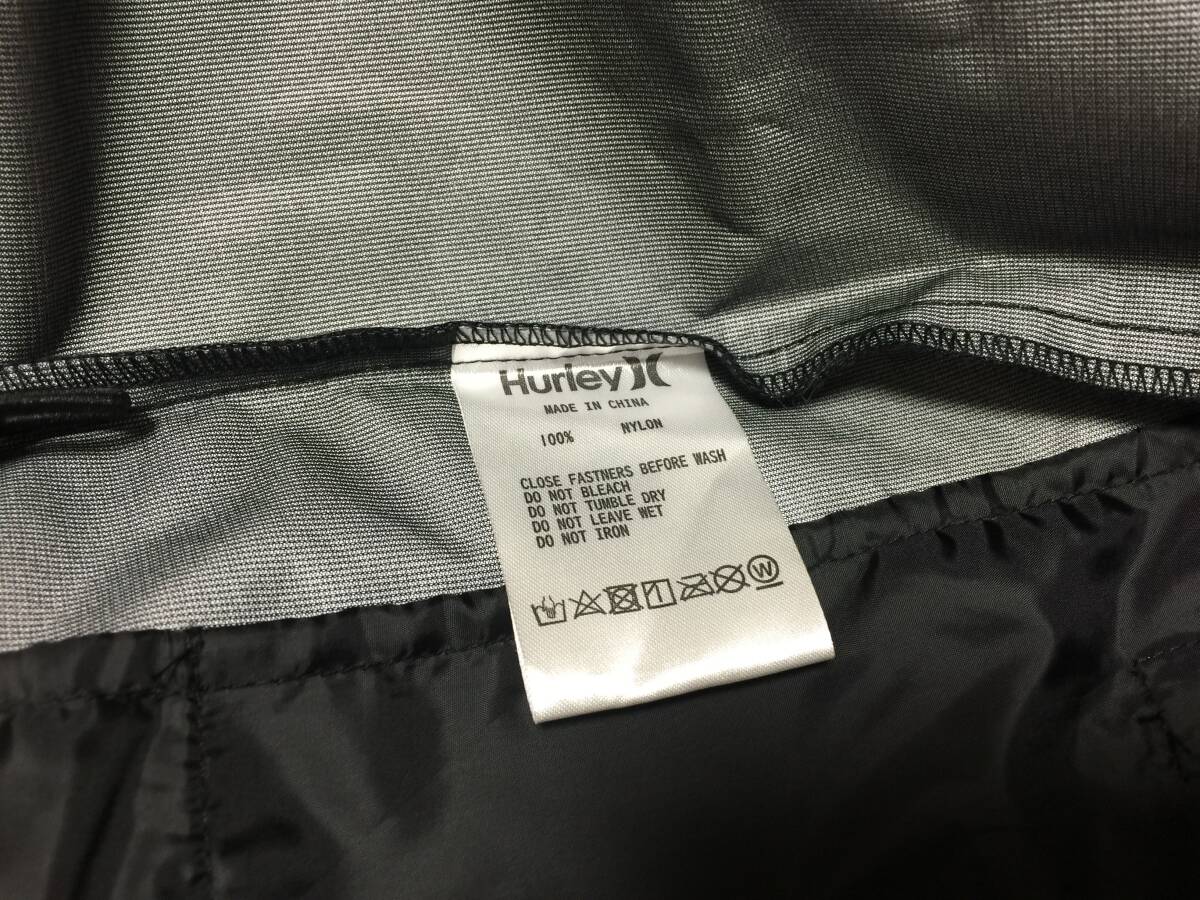 Hurley
MADE IN CHINA
100% NYLON
CLOSE FASTNERS BEFORE WASH
DO NOT BLEACH
DO NOT TUMBLE DRY
DO NOT LEAVE WET
DO NOT IRON
W